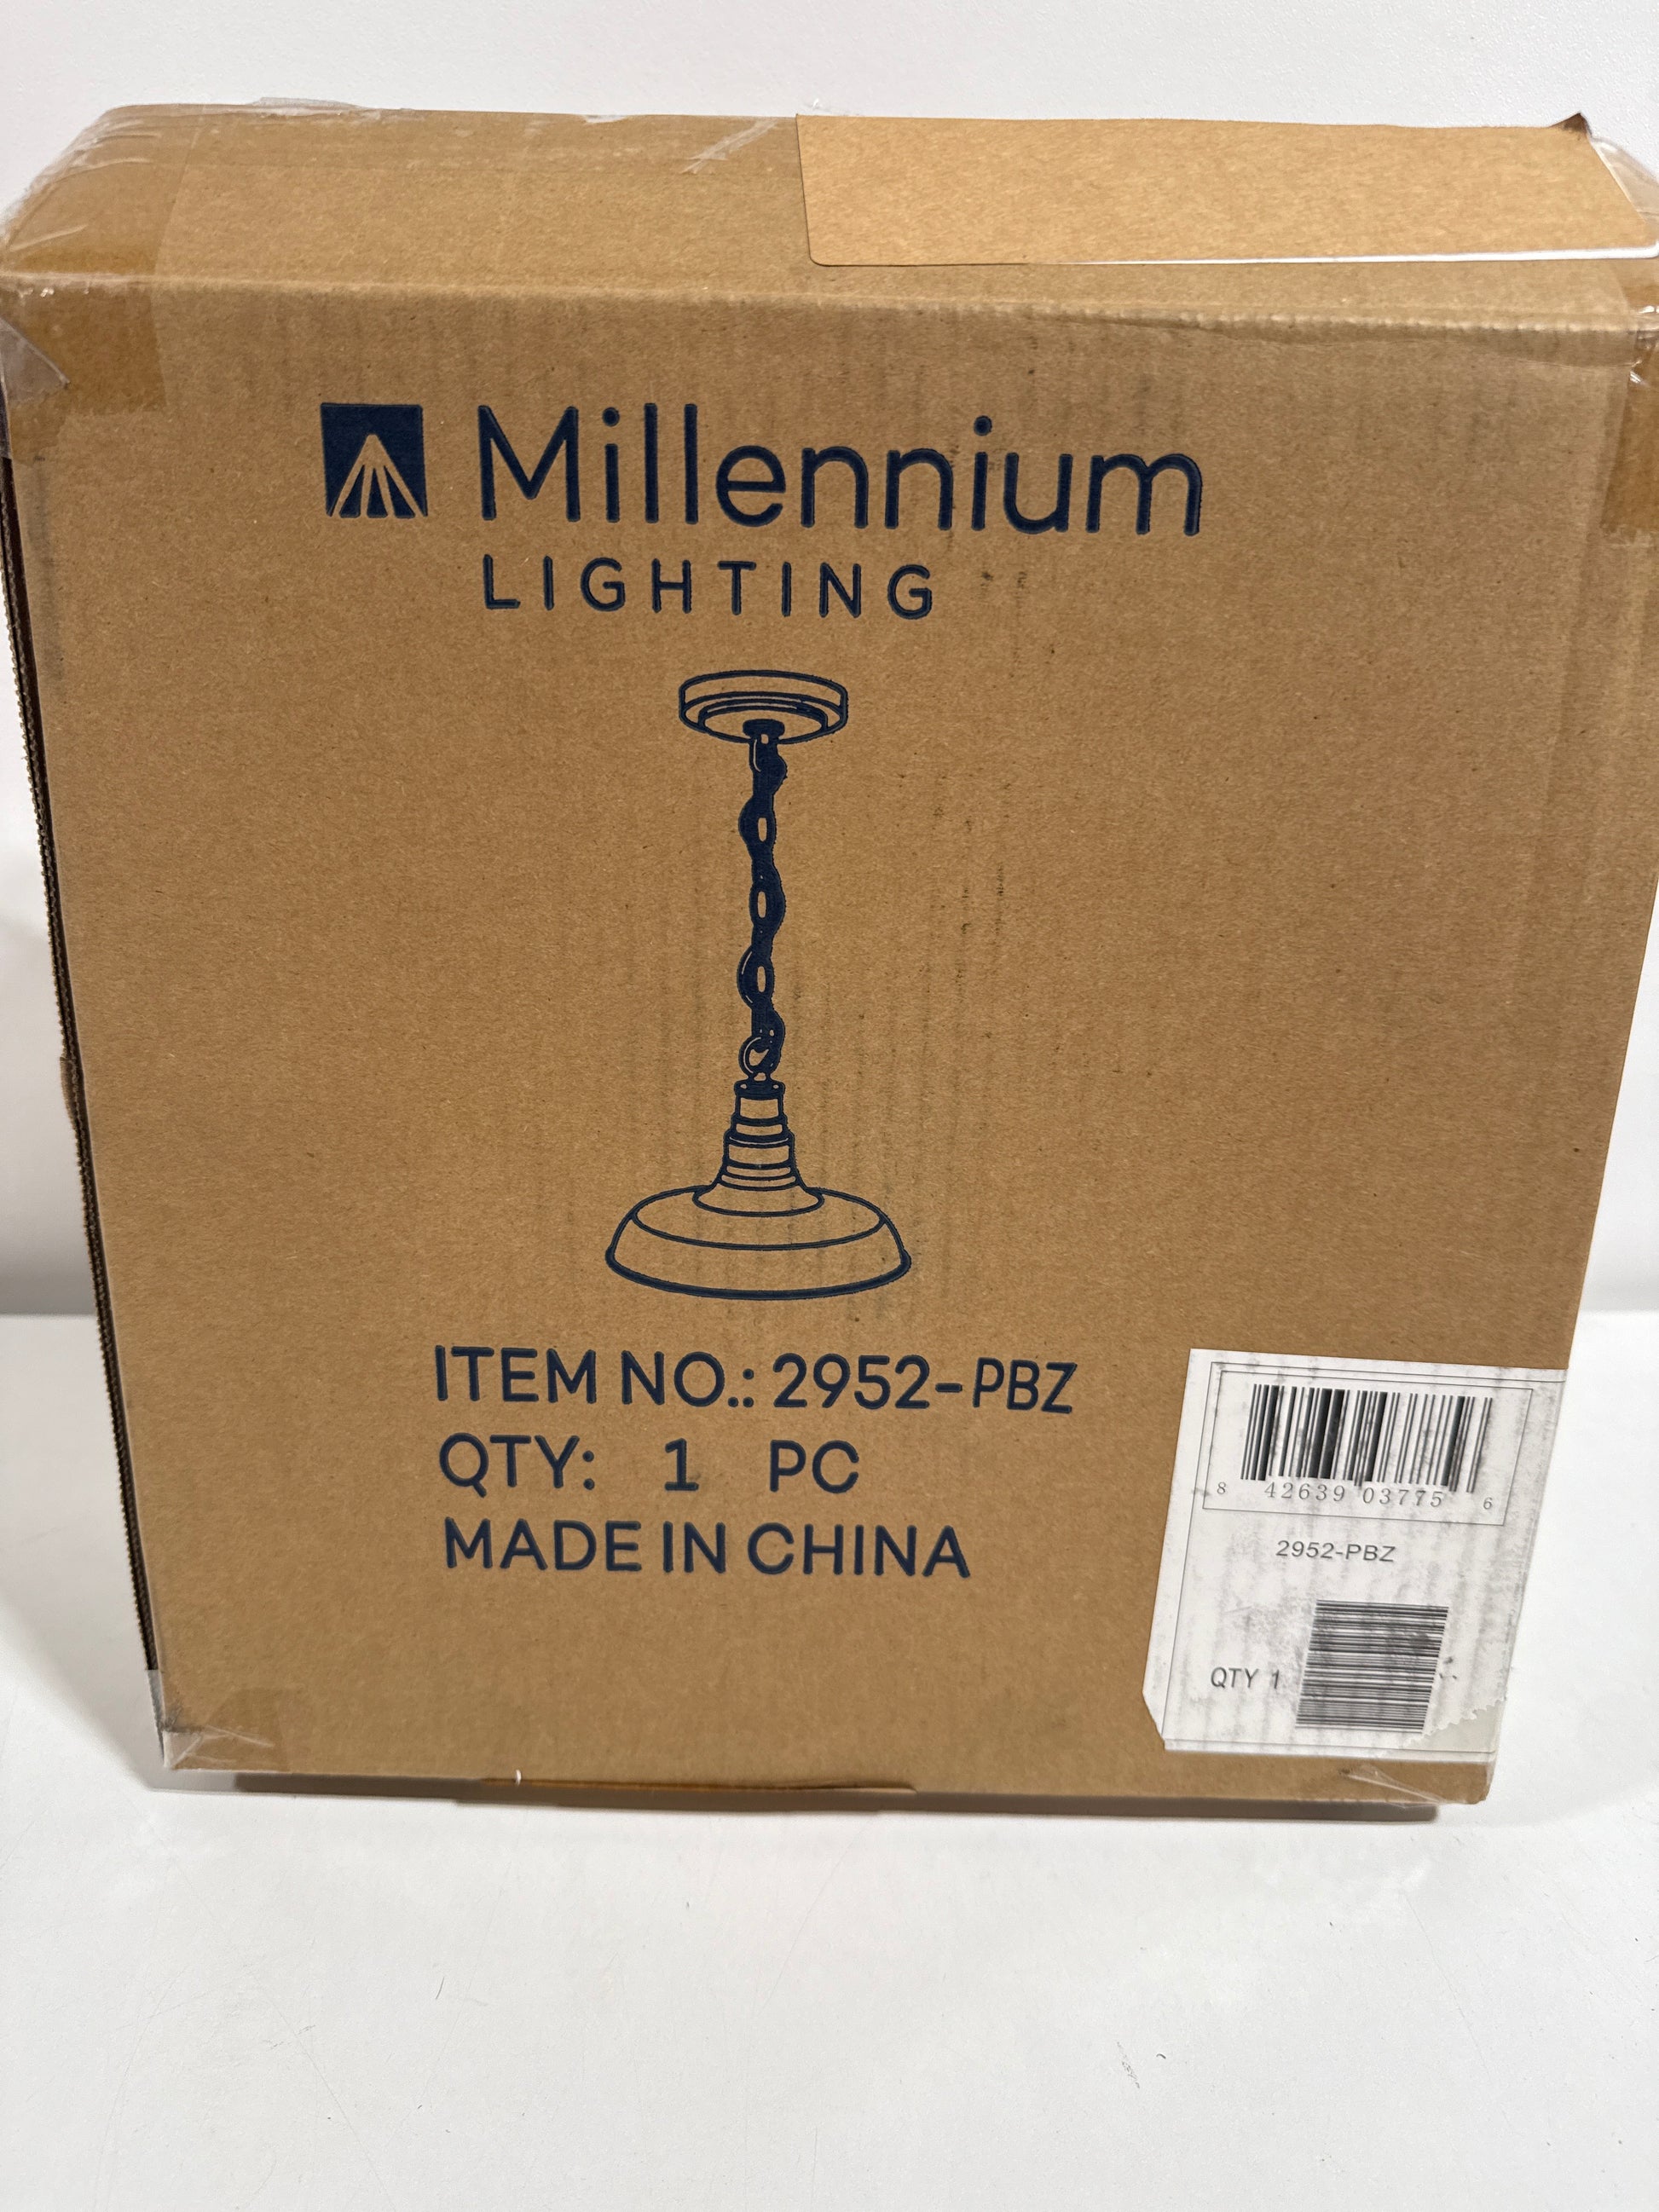 Millennium
LIGHTING
ITEM NO.: 2952-PBZ
QTY: 1 PC
MADE IN CHINA
8 42639 03775 6
2952-PBZ
QTY 1